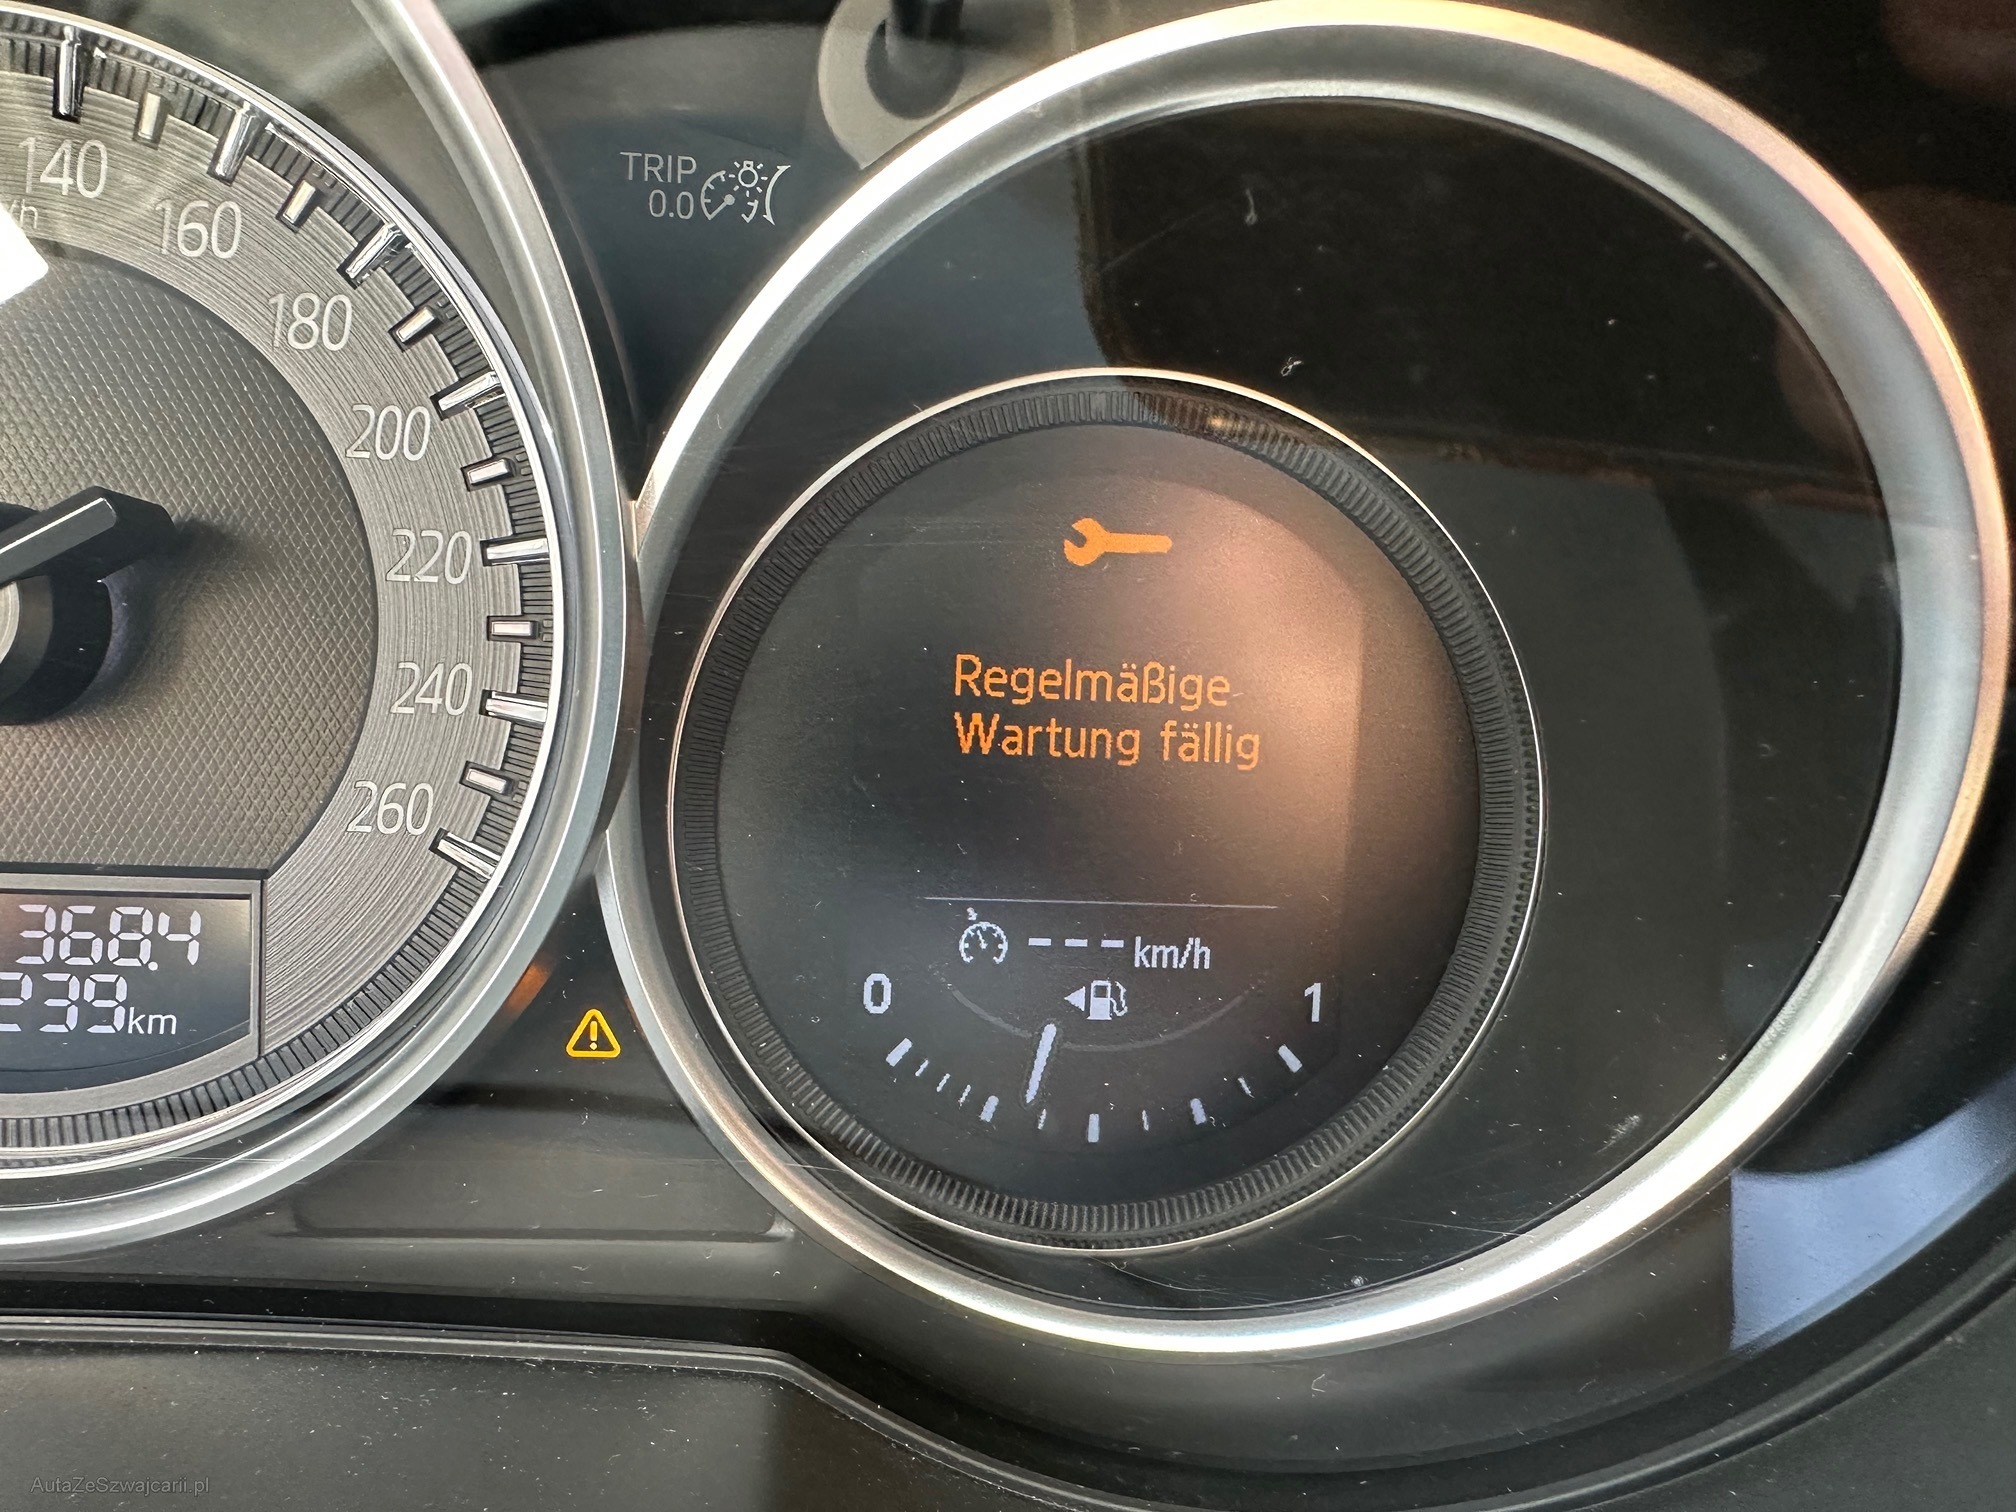 140
160
180
200
220
240
260
TRIP
0.0
368.4
239km
Regelmäßige
Wartung fällig
---km/h
0 1
AutaZeSzwajcarii.pl